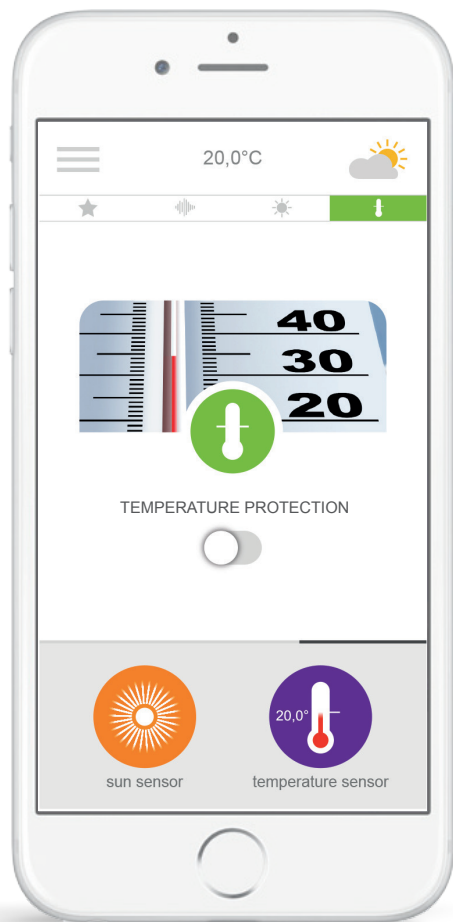 20,0°C
40
30
20
TEMPERATURE PROTECTION
20,0°
sun sensor
temperature sensor